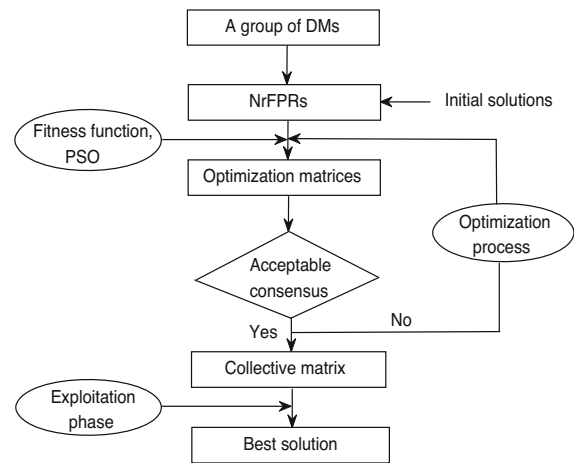 A group of DMs
NrFPRs
Initial solutions
Fitness function,
PSO
Optimization matrices
Optimization
process
Acceptable
consensus
Yes
No
Collective matrix
Exploitation
phase
Best solution